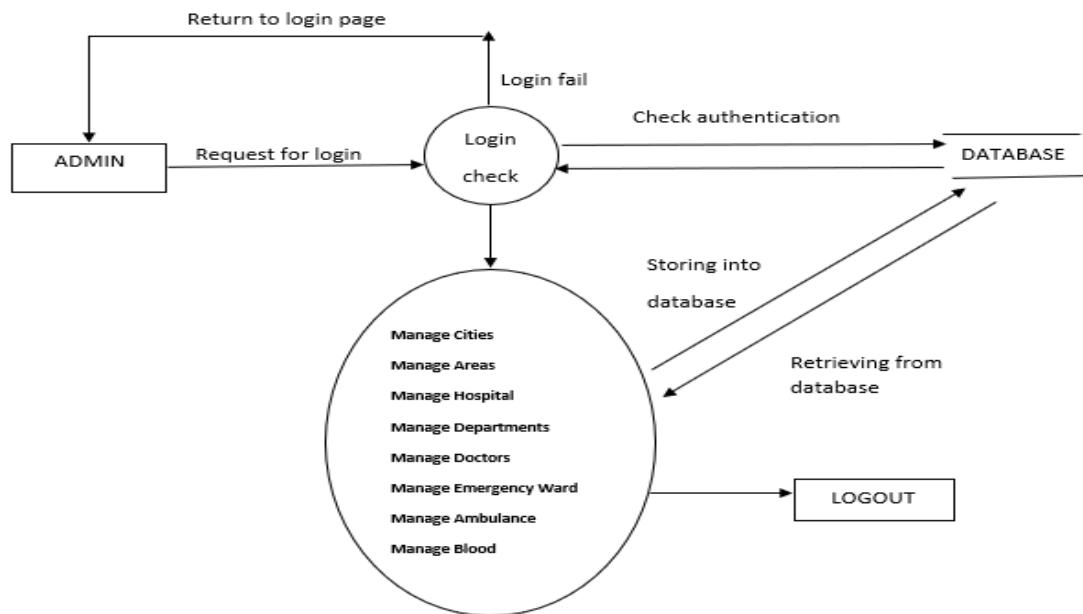 Return to login page
Login fail
Check authentication
ADMIN
Request for login
Login
check
DATABASE
Storing into
database
Retrieving from
database
Manage Cities
Manage Areas
Manage Hospital
Manage Departments
Manage Doctors
Manage Emergency Ward
Manage Ambulance
Manage Blood
LOGOUT